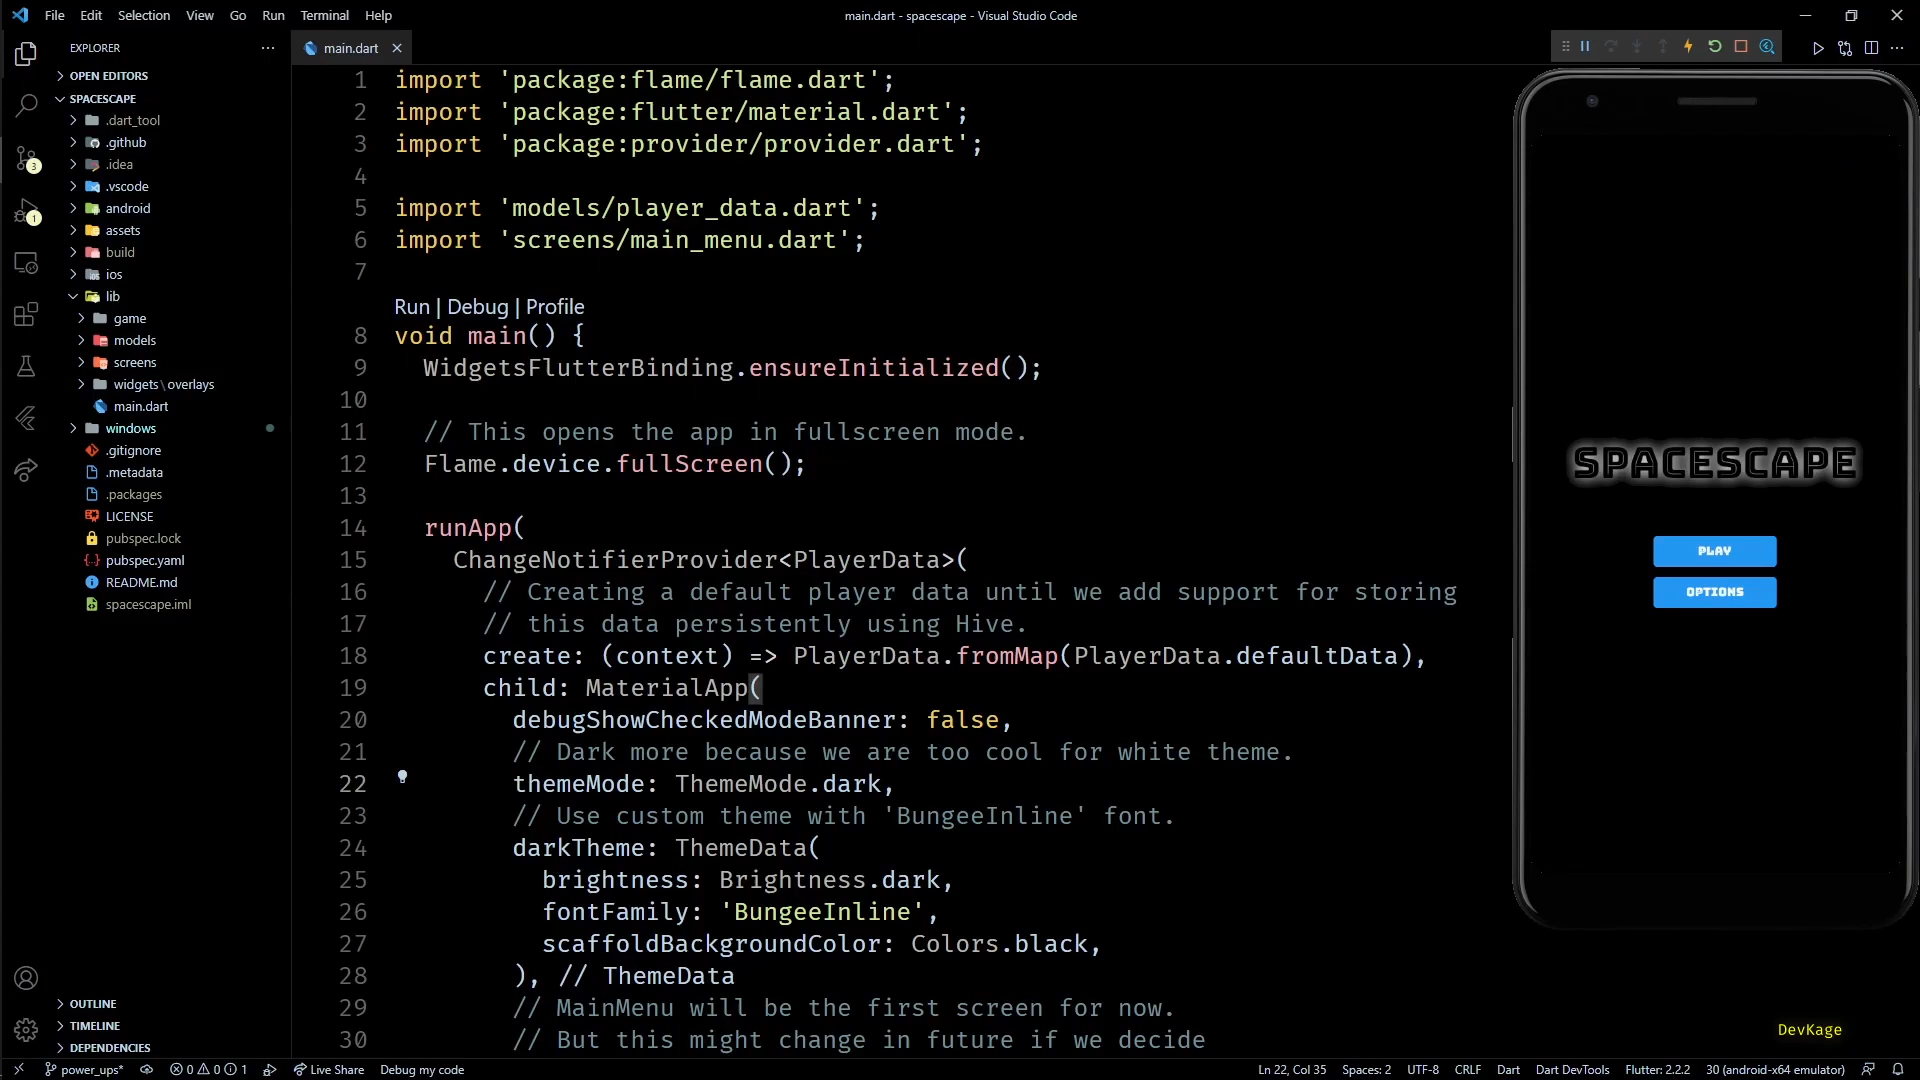 File Edit Selection View Go Run Terminal Help
main.dart - spacescape - Visual Studio Code
EXPLORER
OPEN EDITORS
SPACESCAPE
.dart_tool
.github
.idea
.vscode
android
assets
build
ios
lib
game
models
screens
widgets\overlays
main.dart
windows
.gitignore
.metadata
.packages
LICENSE
pubspec.lock
pubspec.yaml
README.md
spacescape.iml
OUTLINE
TIMELINE
DEPENDENCIES
3
1
main.dart
1 import 'package:flame/flame.dart';
2 import 'package:flutter/material.dart';
3 import 'package:provider/provider.dart';
4
5 import 'models/player_data.dart';
6 import 'screens/main_menu.dart';
7
Run | Debug | Profile
8 void main() {
9 WidgetsFlutterBinding.ensureInitialized();
10
11 // This opens the app in fullscreen mode.
12 Flame.device.fullScreen();
13
14 runApp(
15 ChangeNotifierProvider<PlayerData>(
16 // Creating a default player data until we add support for storing
17 // this data persistently using Hive.
18 create: (context) => PlayerData.fromMap(PlayerData.defaultData),
19 child: MaterialApp(
20 debugShowCheckedModeBanner: false,
21 // Dark more because we are too cool for white theme.
22 themeMode: ThemeMode.dark,
23 // Use custom theme with 'BungeeInline' font.
24 darkTheme: ThemeData(
25 brightness: Brightness.dark,
26 fontFamily: 'BungeeInline',
27 scaffoldBackgroundColor: Colors.black,
28 ), // ThemeData
29 // MainMenu will be the first screen for now.
30 // But this might change in future if we decide
SPACESCAPE
PLAY
OPTIONS
DevKage
power_ups* 0 0 1 Live Share Debug my code
Ln 22, Col 35 Spaces: 2 UTF-8 CRLF Dart Dart DevTools Flutter: 2.2.2 30 (android-x64 emulator)